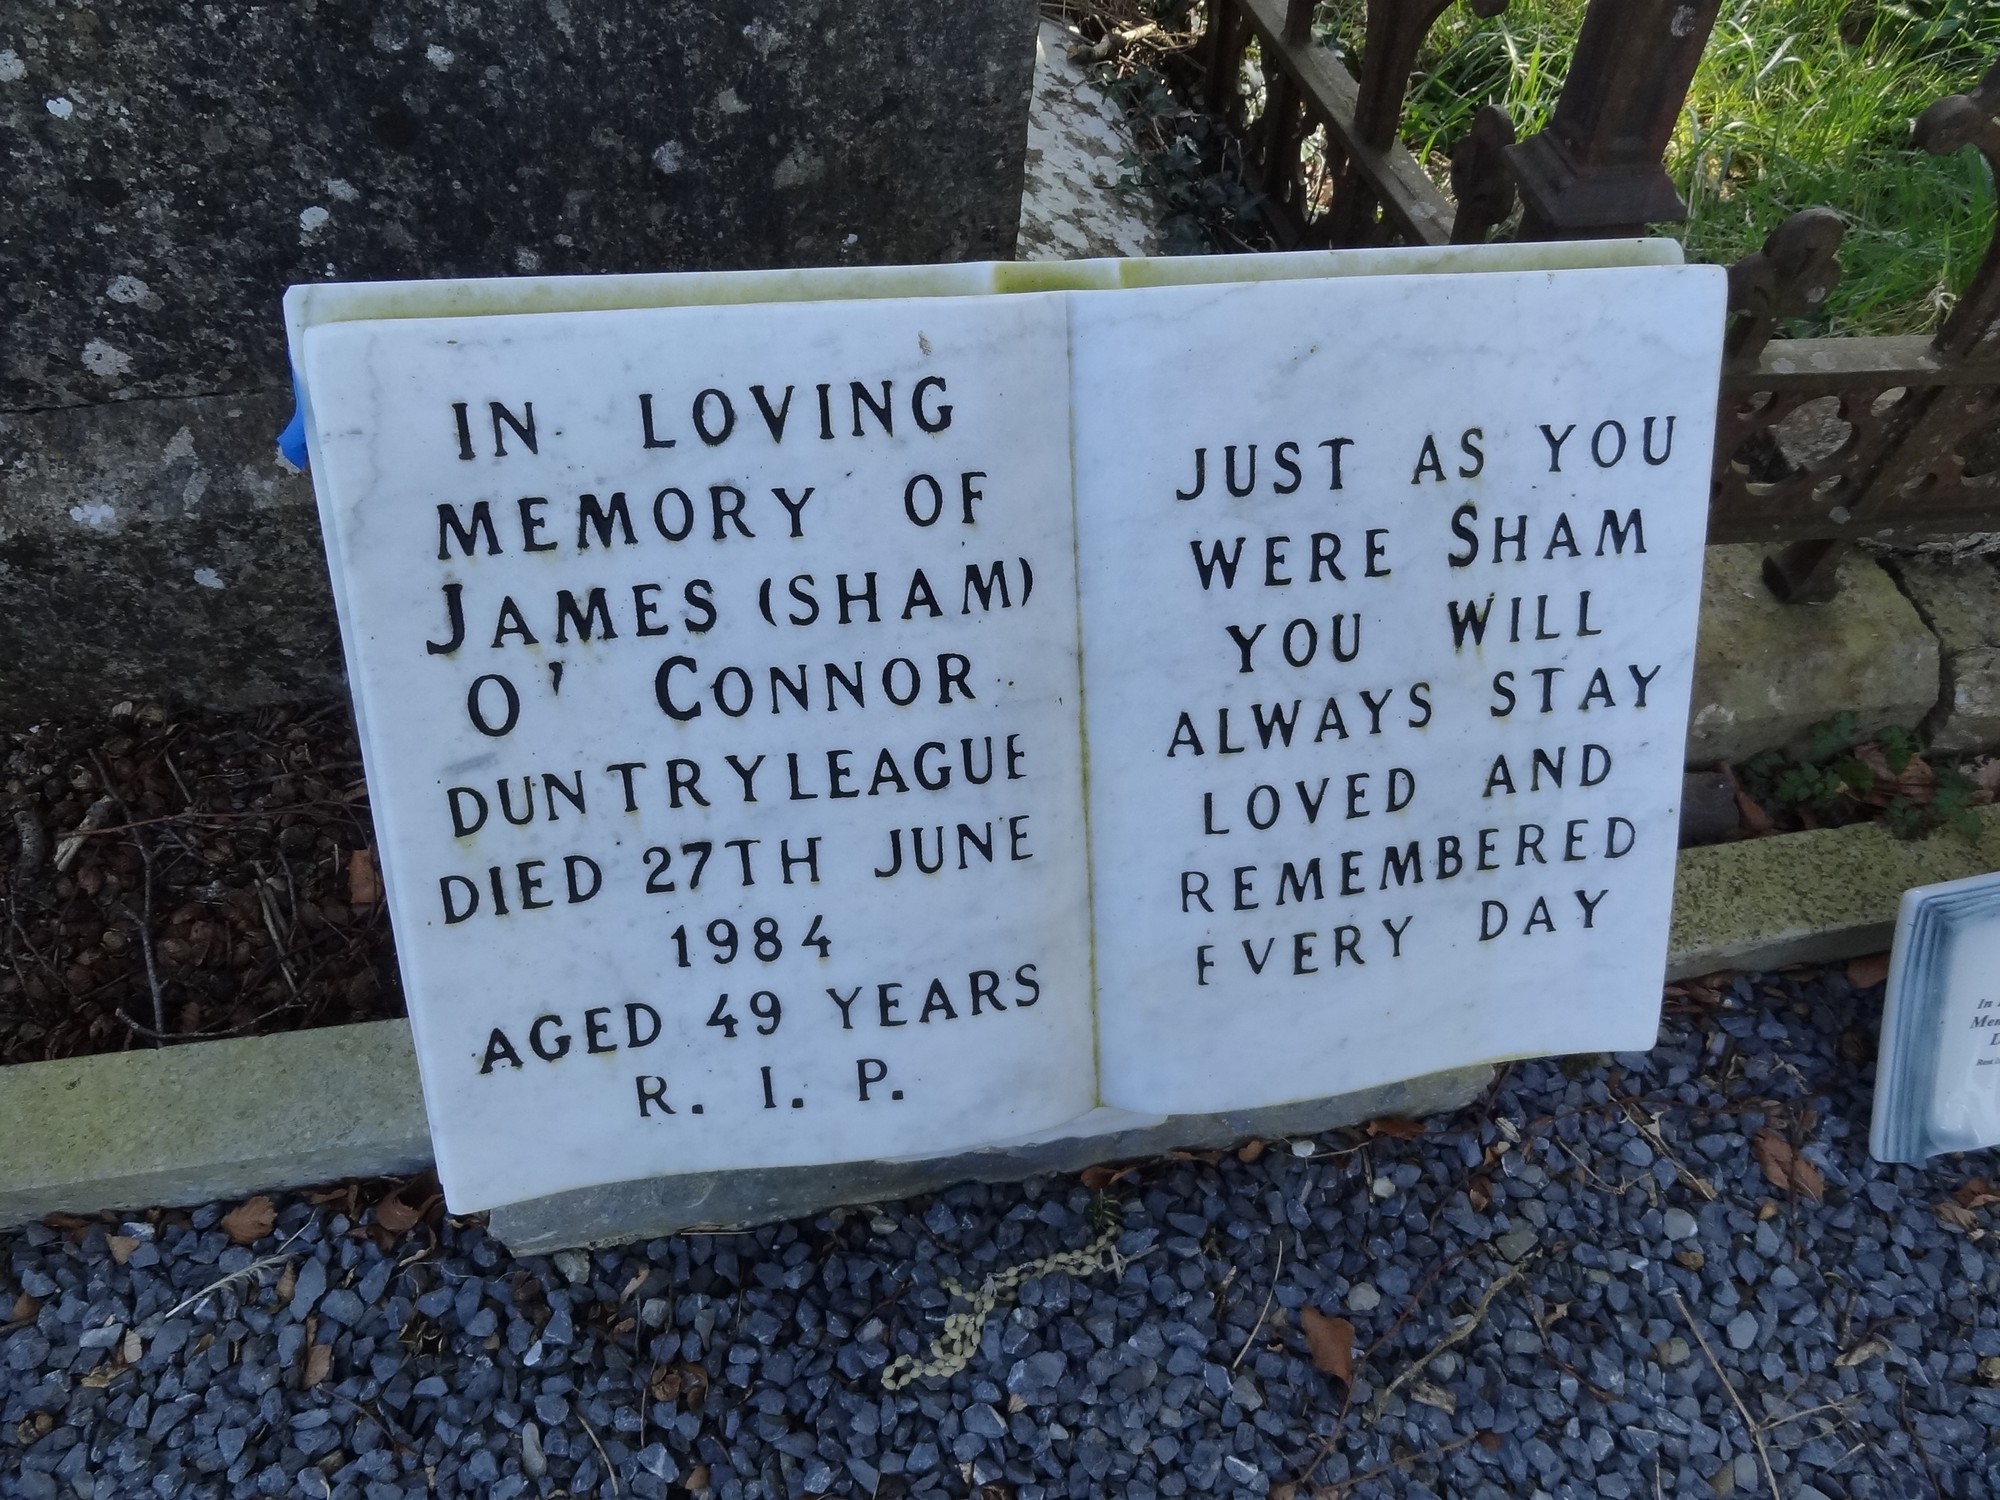 IN LOVING
MEMORY OF
JAMES (SHAM)
O' CONNOR
DUNTRYLEAGUE
DIED 27TH JUNE
1984
AGED 49 YEARS
R. I. P.
JUST AS YOU
WERE SHAM
YOU WILL
ALWAYS STAY
LOVED AND
REMEMBERED
EVERY DAY
In